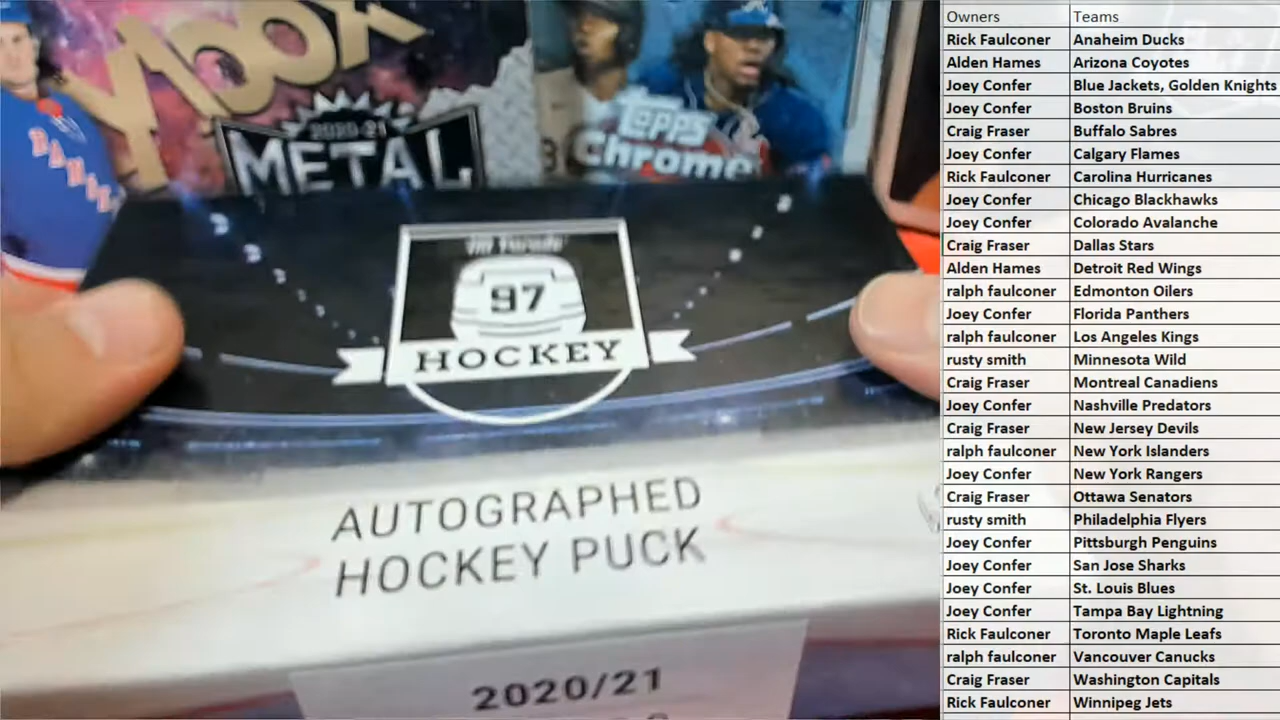 2020-21
METAL
Topps
Chrome
97
HOCKEY
AUTOGRAPHED
HOCKEY PUCK
2020/21
Owners Teams
Rick Faulconer Anaheim Ducks
Alden Hames Arizona Coyotes
Joey Confer Blue Jackets, Golden Knights
Joey Confer Boston Bruins
Craig Fraser Buffalo Sabres
Joey Confer Calgary Flames
Rick Faulconer Carolina Hurricanes
Joey Confer Chicago Blackhawks
Joey Confer Colorado Avalanche
Craig Fraser Dallas Stars
Alden Hames Detroit Red Wings
ralph faulconer Edmonton Oilers
Joey Confer Florida Panthers
ralph faulconer Los Angeles Kings
rusty smith Minnesota Wild
Craig Fraser Montreal Canadiens
Joey Confer Nashville Predators
Craig Fraser New Jersey Devils
ralph faulconer New York Islanders
Joey Confer New York Rangers
Craig Fraser Ottawa Senators
rusty smith Philadelphia Flyers
Joey Confer Pittsburgh Penguins
Joey Confer San Jose Sharks
Joey Confer St. Louis Blues
Joey Confer Tampa Bay Lightning
Rick Faulconer Toronto Maple Leafs
ralph faulconer Vancouver Canucks
Craig Fraser Washington Capitals
Rick Faulconer Winnipeg Jets